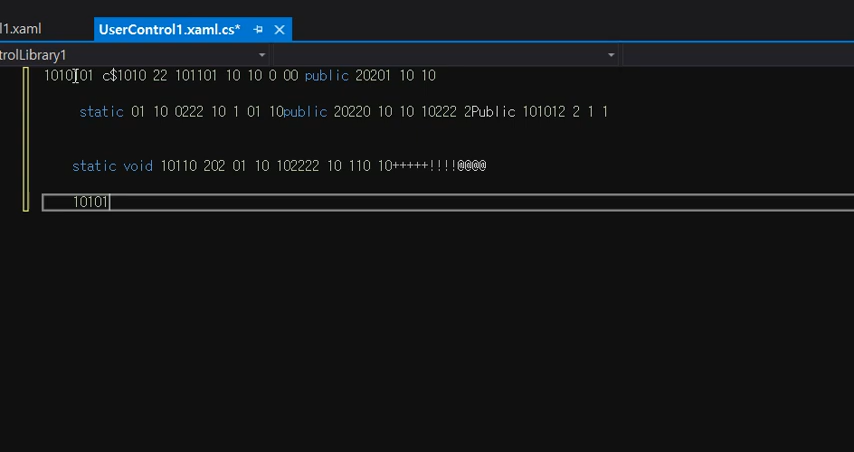 l1.xaml UserControl1.xaml.cs*
trolLibrary1
1010101 c$1010 22 101101 10 10 0 00 public 20201 10 10
static 01 10 0222 10 1 01 10public 20220 10 10 10222 2Public 101012 2 1 1
static void 10110 202 01 10 102222 10 110 10+++++!!!!@@@@
10101